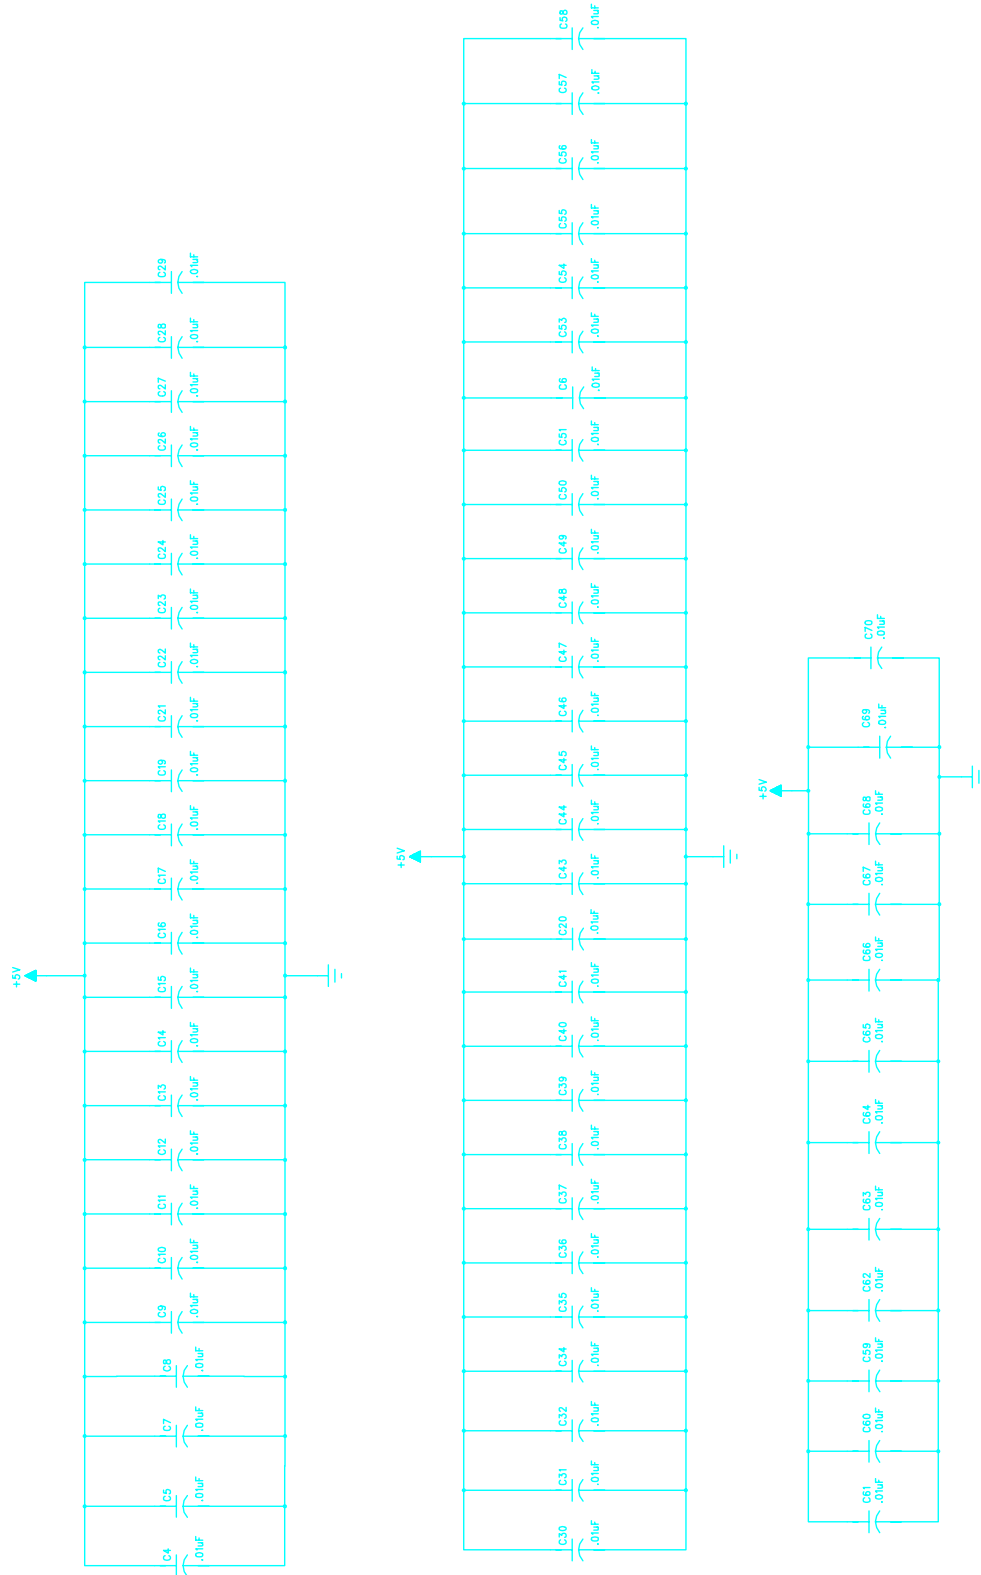 C29
.01uF
C28
.01uF
C27
.01uF
C26
.01uF
C25
.01uF
C24
.01uF
C23
.01uF
C22
.01uF
C21
.01uF
C19
.01uF
C18
.01uF
C17
.01uF
C16
.01uF
+5V
C15
.01uF
C14
.01uF
C13
.01uF
C12
.01uF
C11
.01uF
C10
.01uF
C9
.01uF
C8
.01uF
C7
.01uF
C5
.01uF
C4
.01uF
C58
.01uF
C57
.01uF
C56
.01uF
C55
.01uF
C54
.01uF
C53
.01uF
C6
.01uF
C51
.01uF
C50
.01uF
C49
.01uF
C48
.01uF
C47
.01uF
C46
.01uF
C45
.01uF
C44
.01uF
+5V
C43
.01uF
C20
.01uF
C41
.01uF
C40
.01uF
C39
.01uF
C38
.01uF
C37
.01uF
C36
.01uF
C35
.01uF
C34
.01uF
C32
.01uF
C31
.01uF
C30
.01uF
C70
.01uF
C69
.01uF
+5V
C68
.01uF
C67
.01uF
C66
.01uF
C65
.01uF
C64
.01uF
C63
.01uF
C62
.01uF
C59
.01uF
C60
.01uF
C61
.01uF